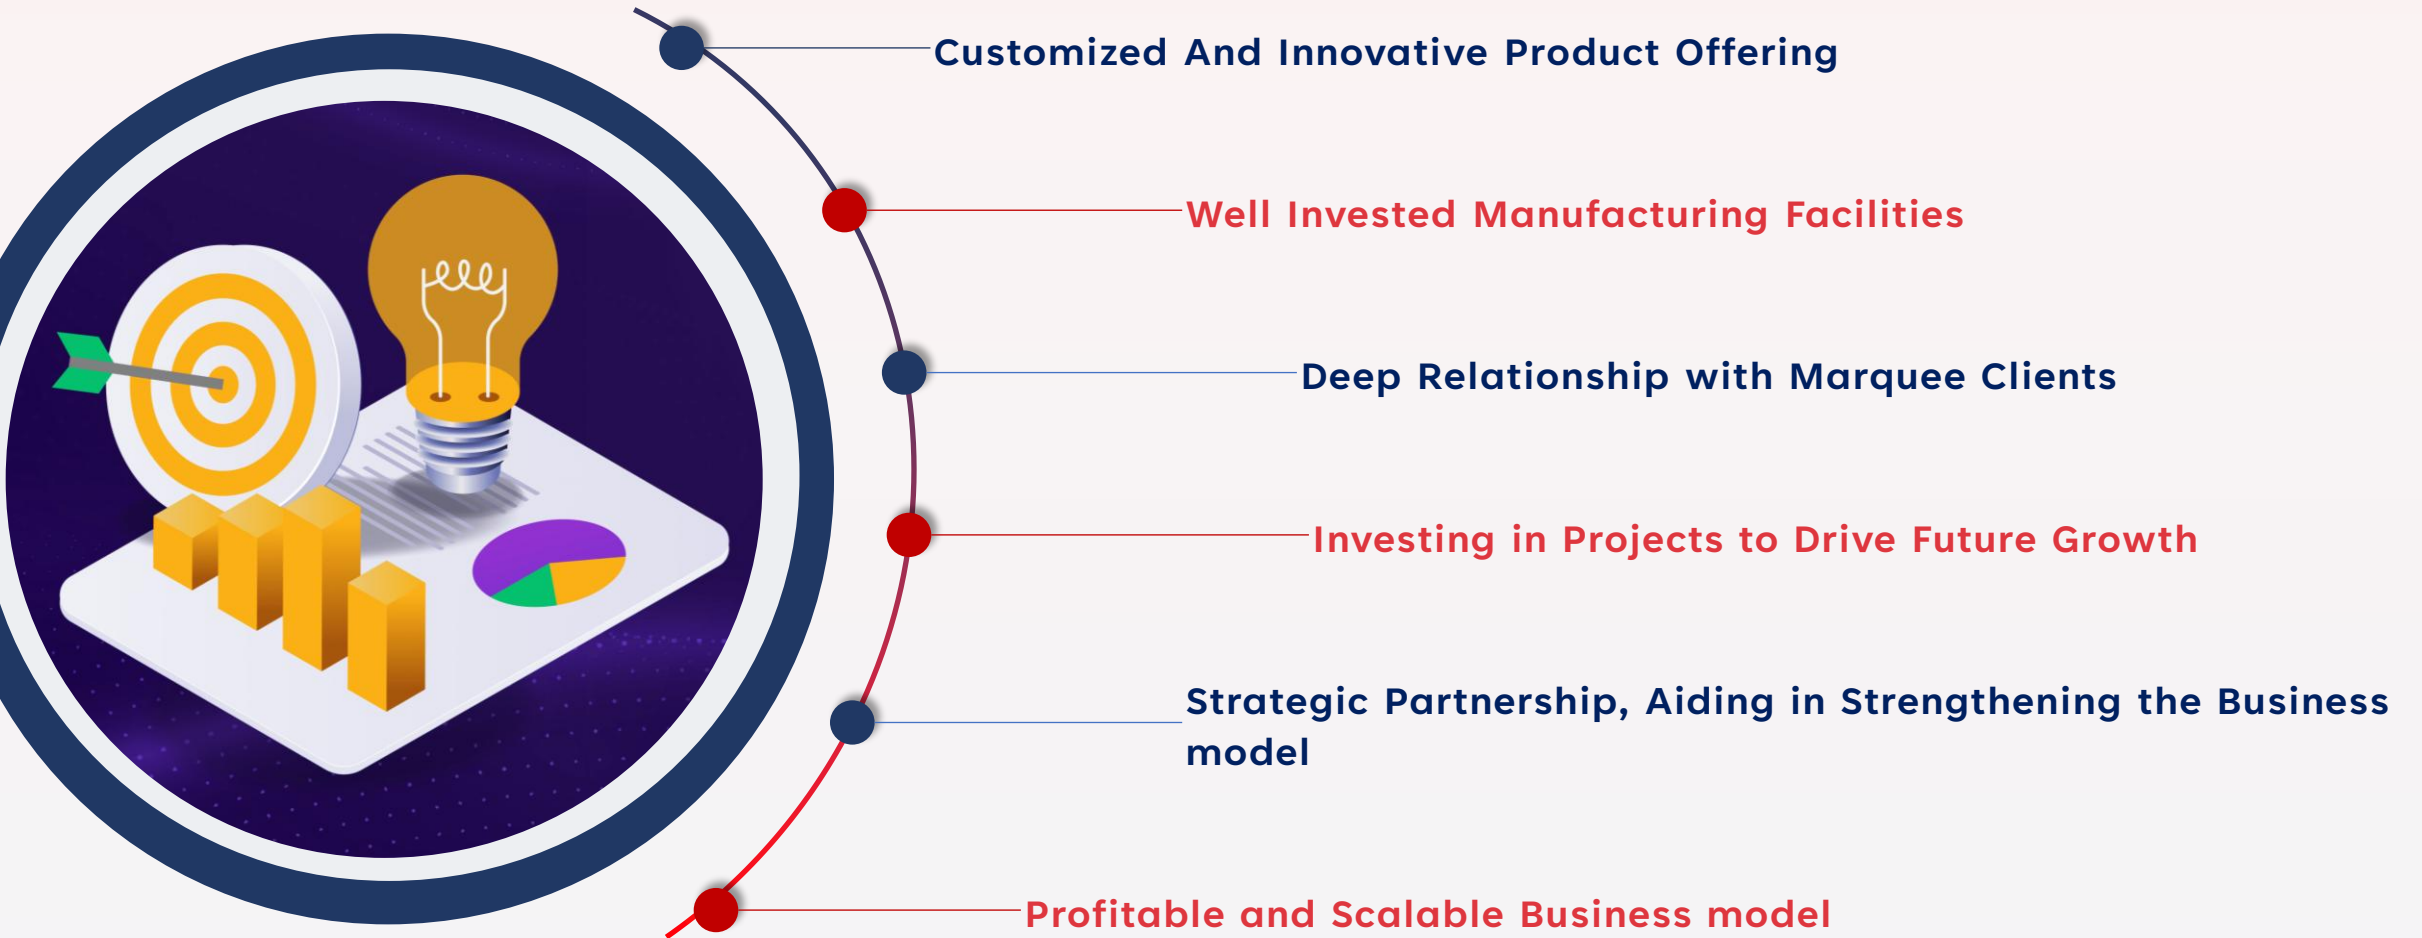 Customized And Innovative Product Offering
Well Invested Manufacturing Facilities
Deep Relationship with Marquee Clients
Investing in Projects to Drive Future Growth
Strategic Partnership, Aiding in Strengthening the Business
model
Profitable and Scalable Business model